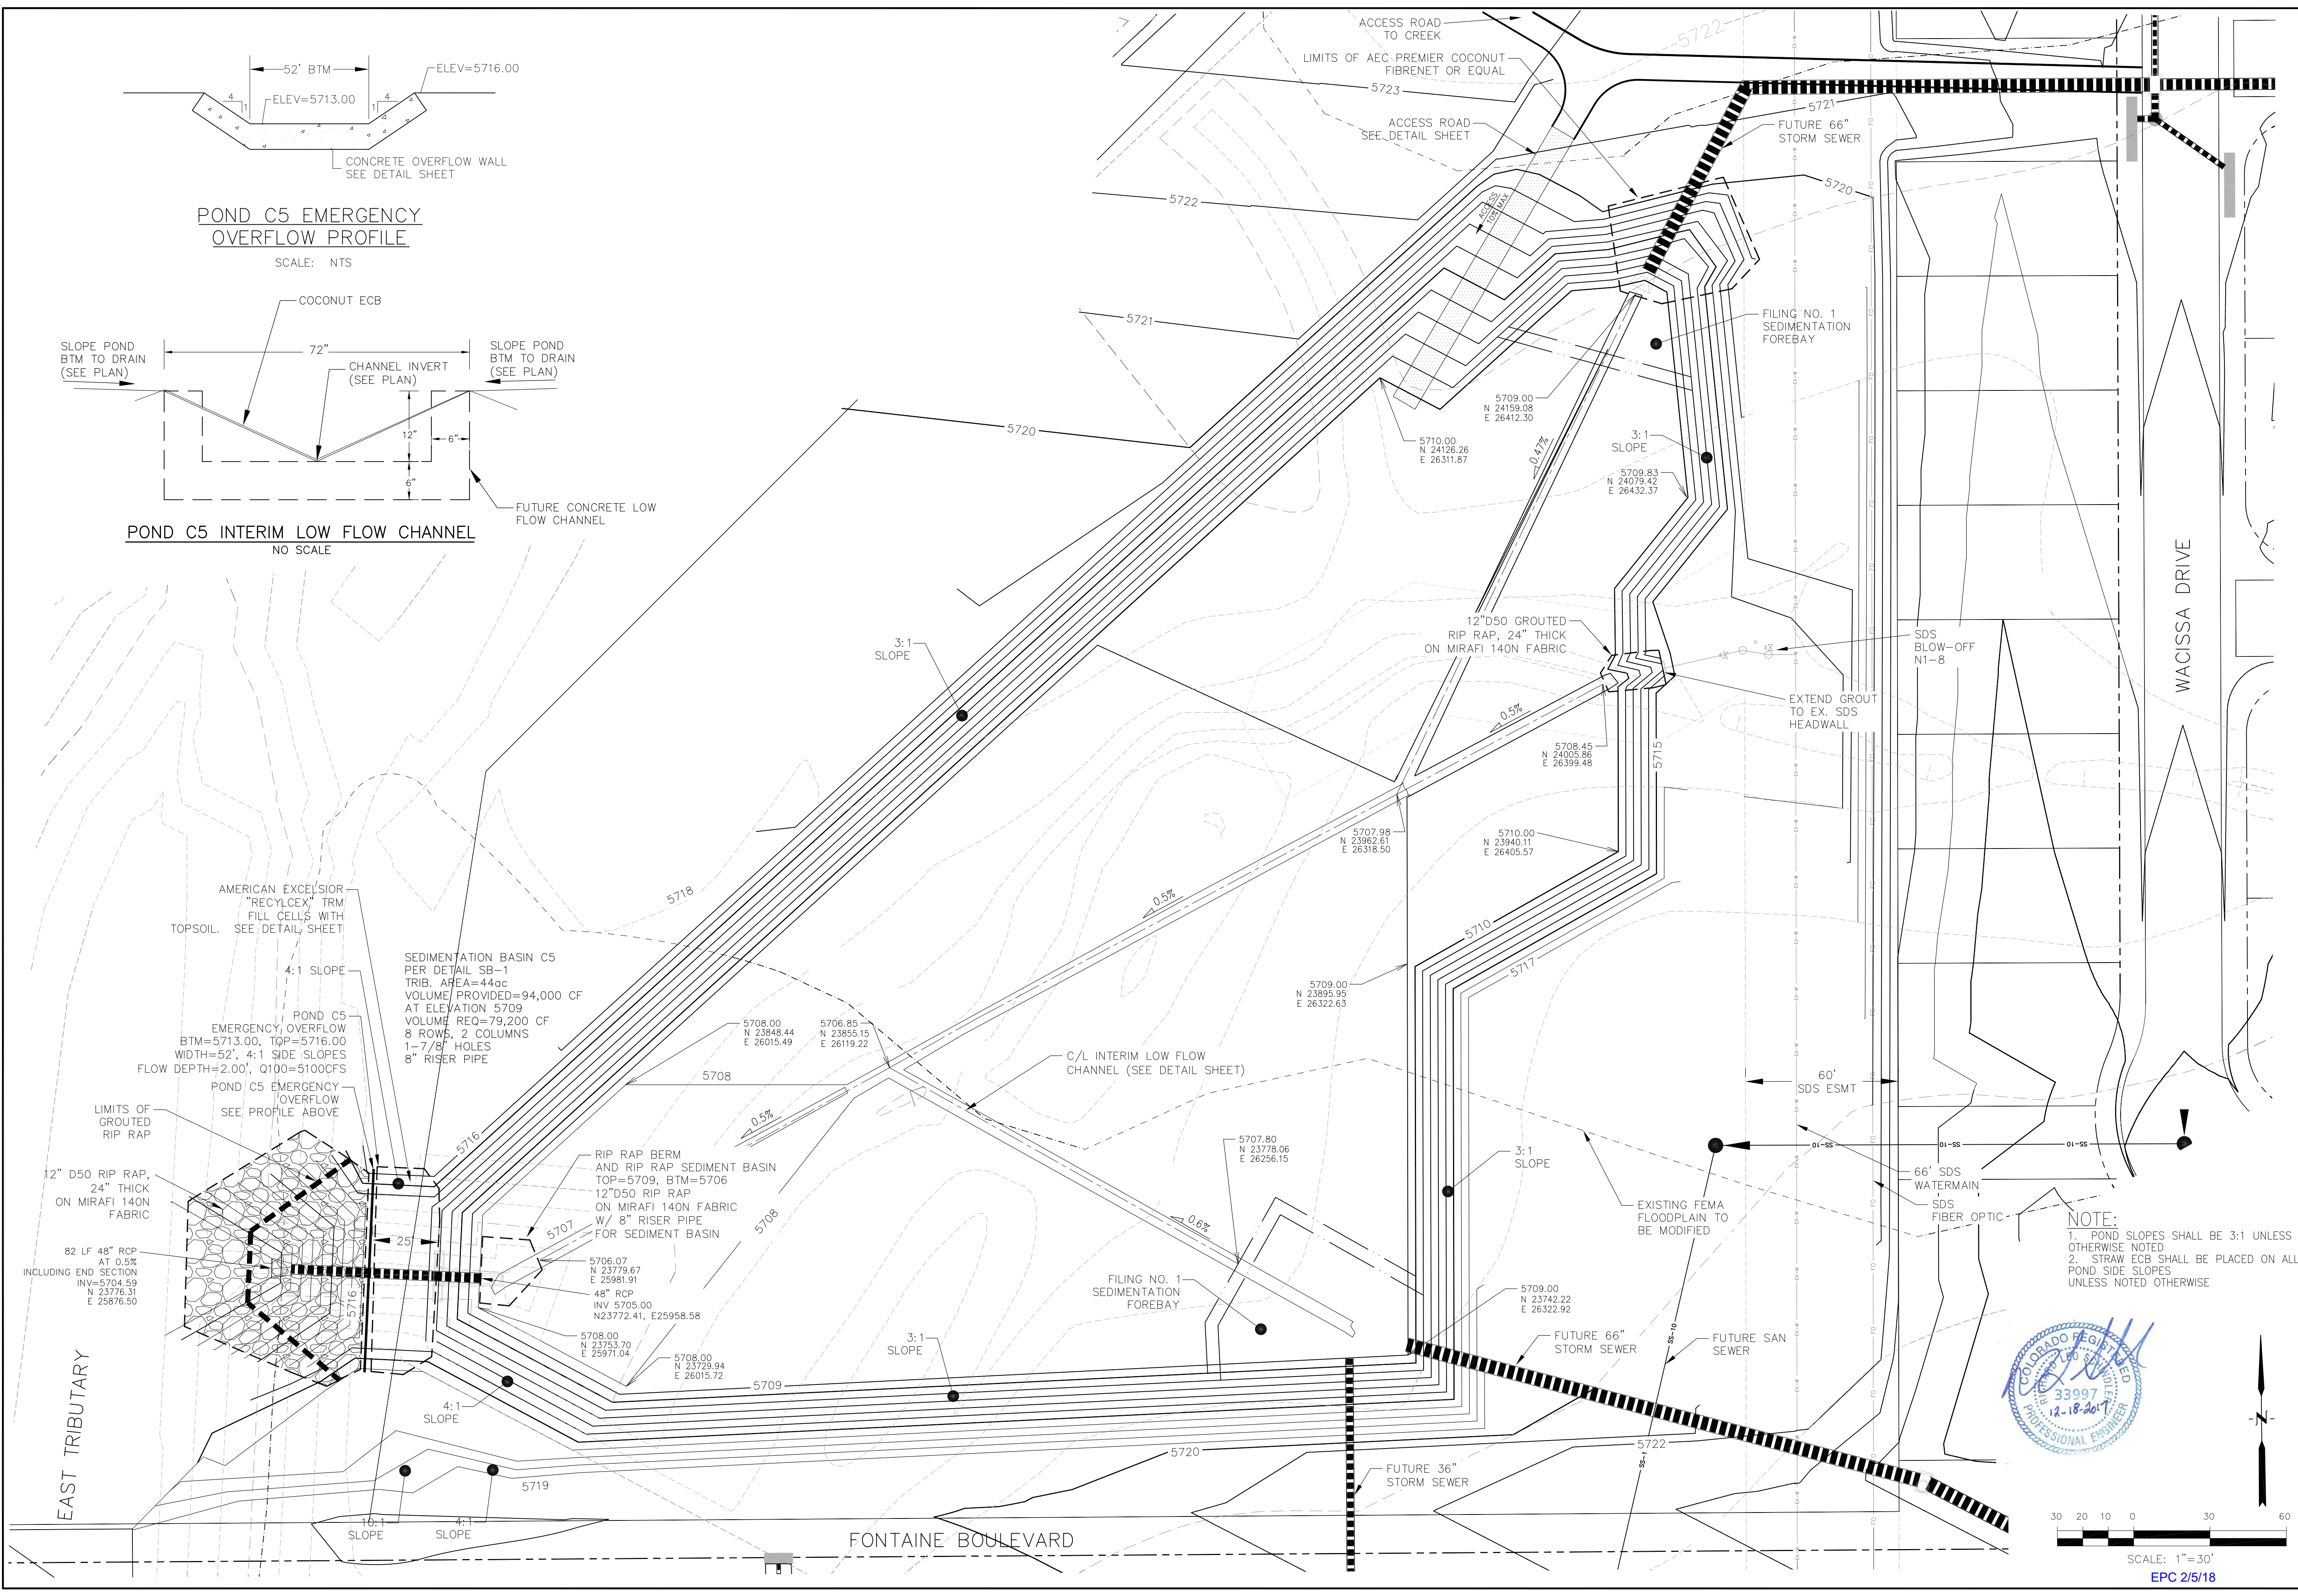 52' BTM
ELEV=5716.00
4
1
ELEV=5713.00
4
1
CONCRETE OVERFLOW WALL
SEE DETAIL SHEET
POND C5 EMERGENCY
OVERFLOW PROFILE
SCALE: NTS
COCONUT ECB
SLOPE POND
BTM TO DRAIN
(SEE PLAN)
72"
CHANNEL INVERT
(SEE PLAN)
SLOPE POND
BTM TO DRAIN
(SEE PLAN)
12"
6"
6"
FUTURE CONCRETE LOW
FLOW CHANNEL
POND C5 INTERIM LOW FLOW CHANNEL
NO SCALE
ACCESS ROAD
TO CREEK
5722
LIMITS OF AEC PREMIER COCONUT
FIBRENET OR EQUAL
5723
ACCESS ROAD
SEE DETAIL SHEET
5721
FUTURE 66"
STORM SEWER
5720
5722
ACCESS
10% MAX
5721
FILING NO. 1
SEDIMENTATION
FOREBAY
5720
5709.00
N 24159.08
E 26412.30
5710.00
N 24126.26
E 26311.87
0.47%
3:1
SLOPE
5709.83
N 24079.42
E 26432.37
WACISSA DRIVE
3:1
SLOPE
12"D50 GROUTED
RIP RAP, 24" THICK
ON MIRAFI 140N FABRIC
SDS
BLOW-OFF
N1-8
EXTEND GROUT
TO EX. SDS
HEADWALL
0.5%
5708.45
N 24005.86
E 26399.48
5715
5707.98
N 23962.61
E 26318.50
5710.00
N 23940.11
E 26405.57
5718
0.5%
5710
5717
AMERICAN EXCELSIOR
"RECYLCEX" TRM
FILL CELLS WITH
TOPSOIL. SEE DETAIL SHEET
4:1 SLOPE
SEDIMENTATION BASIN C5
PER DETAIL SB-1
TRIB. AREA=44ac
VOLUME PROVIDED=94,000 CF
AT ELEVATION 5709
VOLUME REQ=79,200 CF
8 ROWS, 2 COLUMNS
1-7/8" HOLES
8" RISER PIPE
POND C5
EMERGENCY OVERFLOW
BTM=5713.00, TOP=5716.00
WIDTH=52', 4:1 SIDE SLOPES
FLOW DEPTH=2.00', Q100=5100CFS
POND C5 EMERGENCY
OVERFLOW
SEE PROFILE ABOVE
LIMITS OF
GROUTED
RIP RAP
5709.00
N 23895.95
E 26322.63
5708.00
N 23848.44
E 26015.49
5706.85
N 23855.15
E 26119.22
C/L INTERIM LOW FLOW
CHANNEL (SEE DETAIL SHEET)
5708
0.5%
60'
SDS ESMT
5716
12" D50 RIP RAP,
24" THICK
ON MIRAFI 140N
FABRIC
RIP RAP BERM
AND RIP RAP SEDIMENT BASIN
TOP=5709, BTM=5706
12"D50 RIP RAP
ON MIRAFI 140N FABRIC
W/ 8" RISER PIPE
FOR SEDIMENT BASIN
5707
5708
0.6%
5707.80
N 23778.06
E 26256.15
3:1
SLOPE
SS-10
SS-10
SS-10
66' SDS
WATERMAIN
SDS
FIBER OPTIC
EXISTING FEMA
FLOODPLAIN TO
BE MODIFIED
NOTE:
1. POND SLOPES SHALL BE 3:1 UNLESS
OTHERWISE NOTED
2. STRAW ECB SHALL BE PLACED ON ALL
POND SIDE SLOPES
UNLESS NOTED OTHERWISE
25'
82 LF 48" RCP
AT 0.5%
INCLUDING END SECTION
INV=5704.59
N 23776.31
E 25876.50
5716
5706.07
N 23779.67
E 25981.91
48" RCP
INV 5705.00
N23772.41, E25958.58
FILING NO. 1
SEDIMENTATION
FOREBAY
5709.00
N 23742.22
E 26322.92
5708.00
N 23753.70
E 25971.04
5708.00
N 23729.94
E 26015.72
3:1
SLOPE
FUTURE 66"
STORM SEWER
SS-10
FUTURE SAN
SEWER
5709
4:1
SLOPE
COLORADO REGISTERED
RICHARD LEO SCHINDLER
33997
12-18-2017
PROFESSIONAL ENGINEER
N
EAST TRIBUTARY
5720
5722
5719
FUTURE 36"
STORM SEWER
10:1
SLOPE
4:1
SLOPE
FONTAINE BOULEVARD
30 20 10 0 30 60
SCALE: 1"=30'
EPC 2/5/18